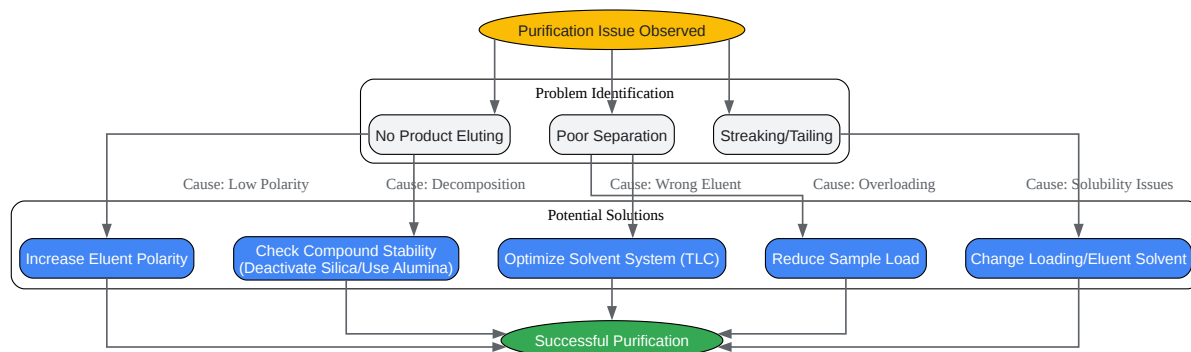 Purification Issue Observed
Problem Identification
No Product Eluting
Poor Separation
Streaking/Tailing
Cause: Low Polarity
Cause: Decomposition
Cause: Wrong Eluent
Cause: Overloading
Cause: Solubility Issues
Potential Solutions
Increase Eluent Polarity
Check Compound Stability
(Deactivate Silica/Use Alumina)
Optimize Solvent System (TLC)
Reduce Sample Load
Change Loading/Eluent Solvent
Successful Purification